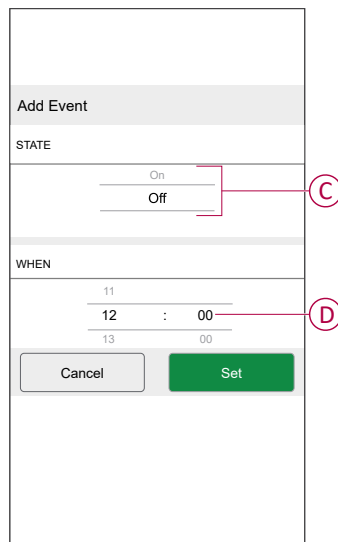 Add Event
STATE
On
Off
C
WHEN
11
12 : 00
D
13 00
Cancel Set